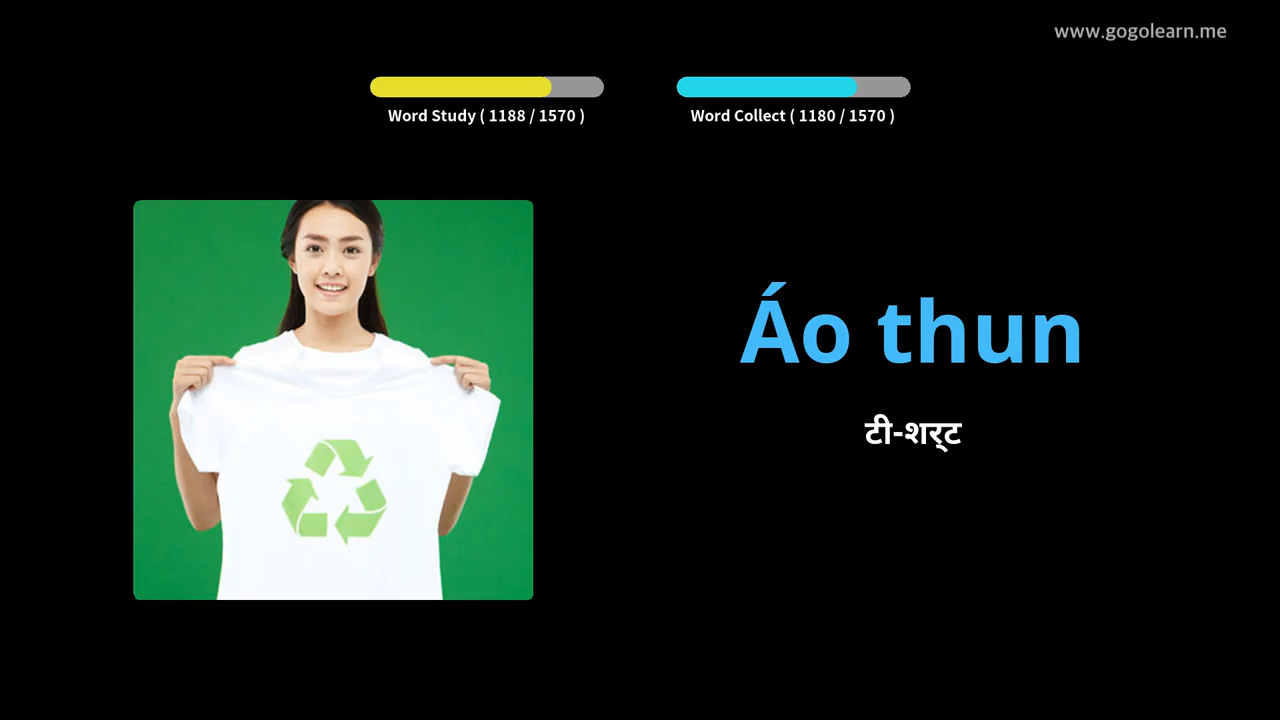 www.gogolearn.me
Word Study ( 1188 / 1570 )
Word Collect ( 1180 / 1570 )
Áo thun
टी-शर्ट